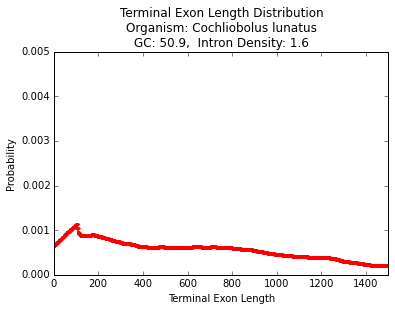 Terminal Exon Length Distribution
Organism: Cochliobolus lunatus
GC: 50.9,  Intron Density: 1.6
0.005
0.004
0.003
0.002
0.001
0.000
Probability
0 200 400 600 800 1000 1200 1400
Terminal Exon Length